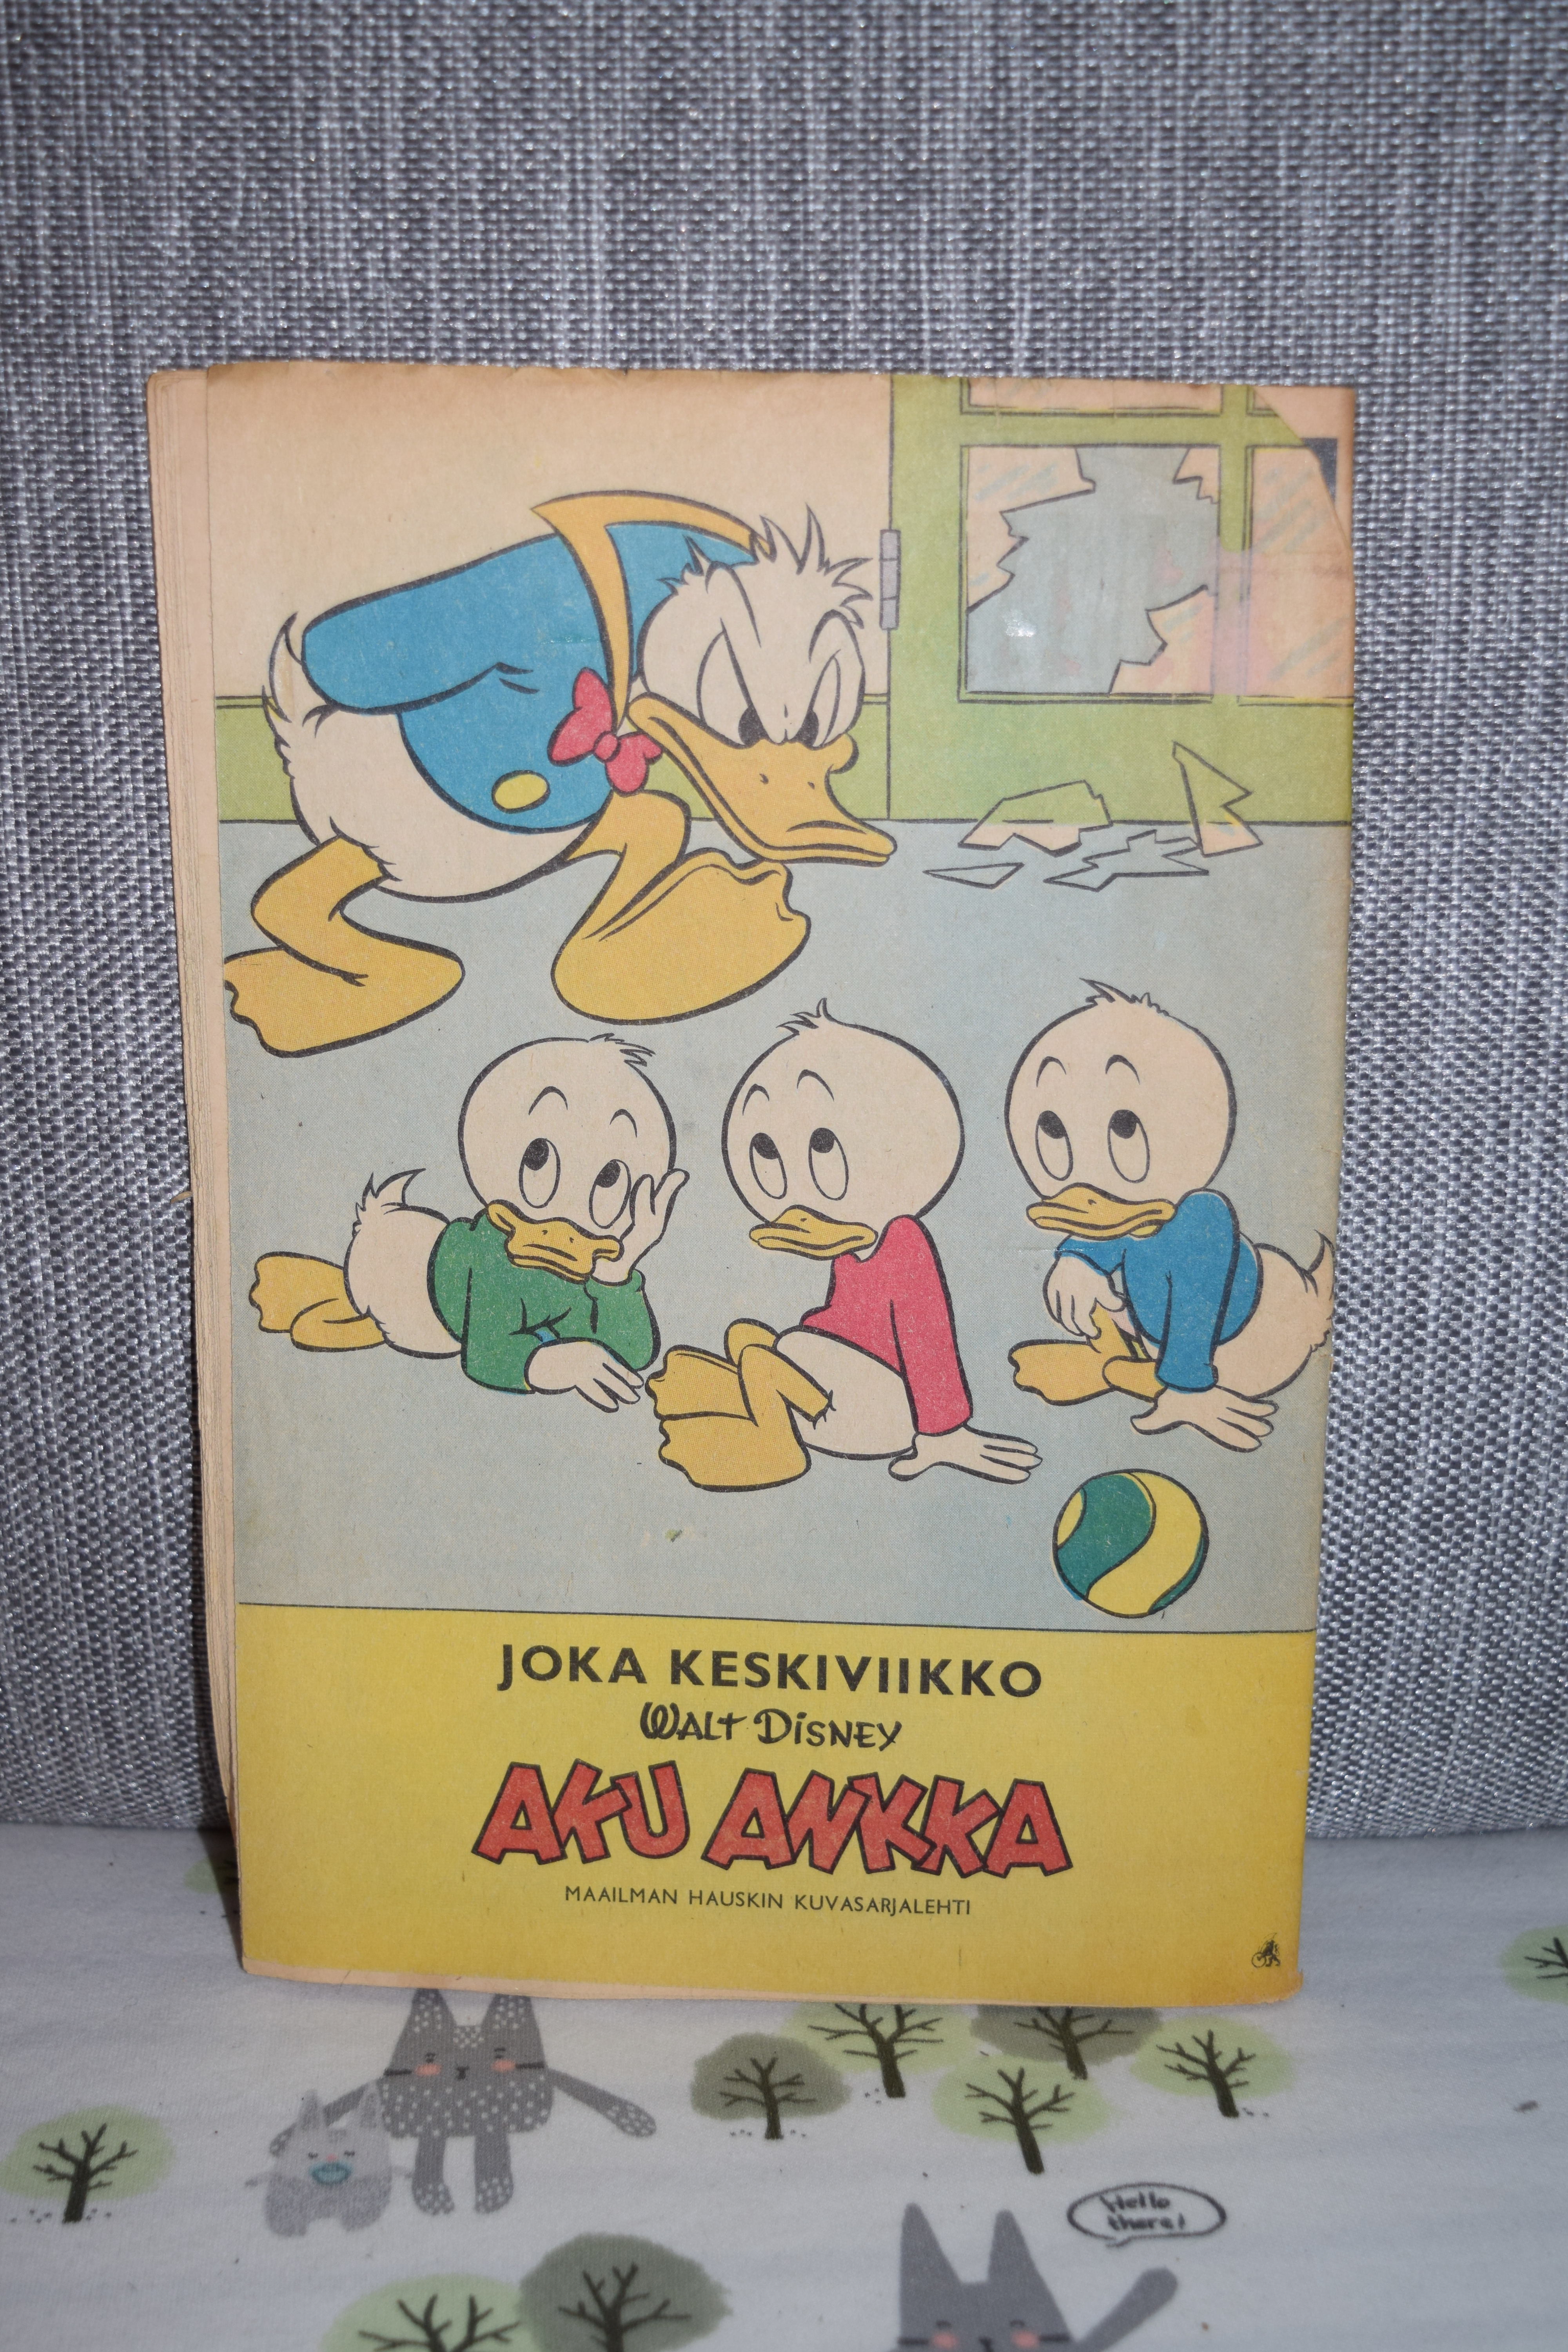 JOKA KESKIVIIKKO
WALT DISNEY
AKU ANKKA
MAAILMAN HAUSKIN KUVASARJALEHTI
Hello
there!